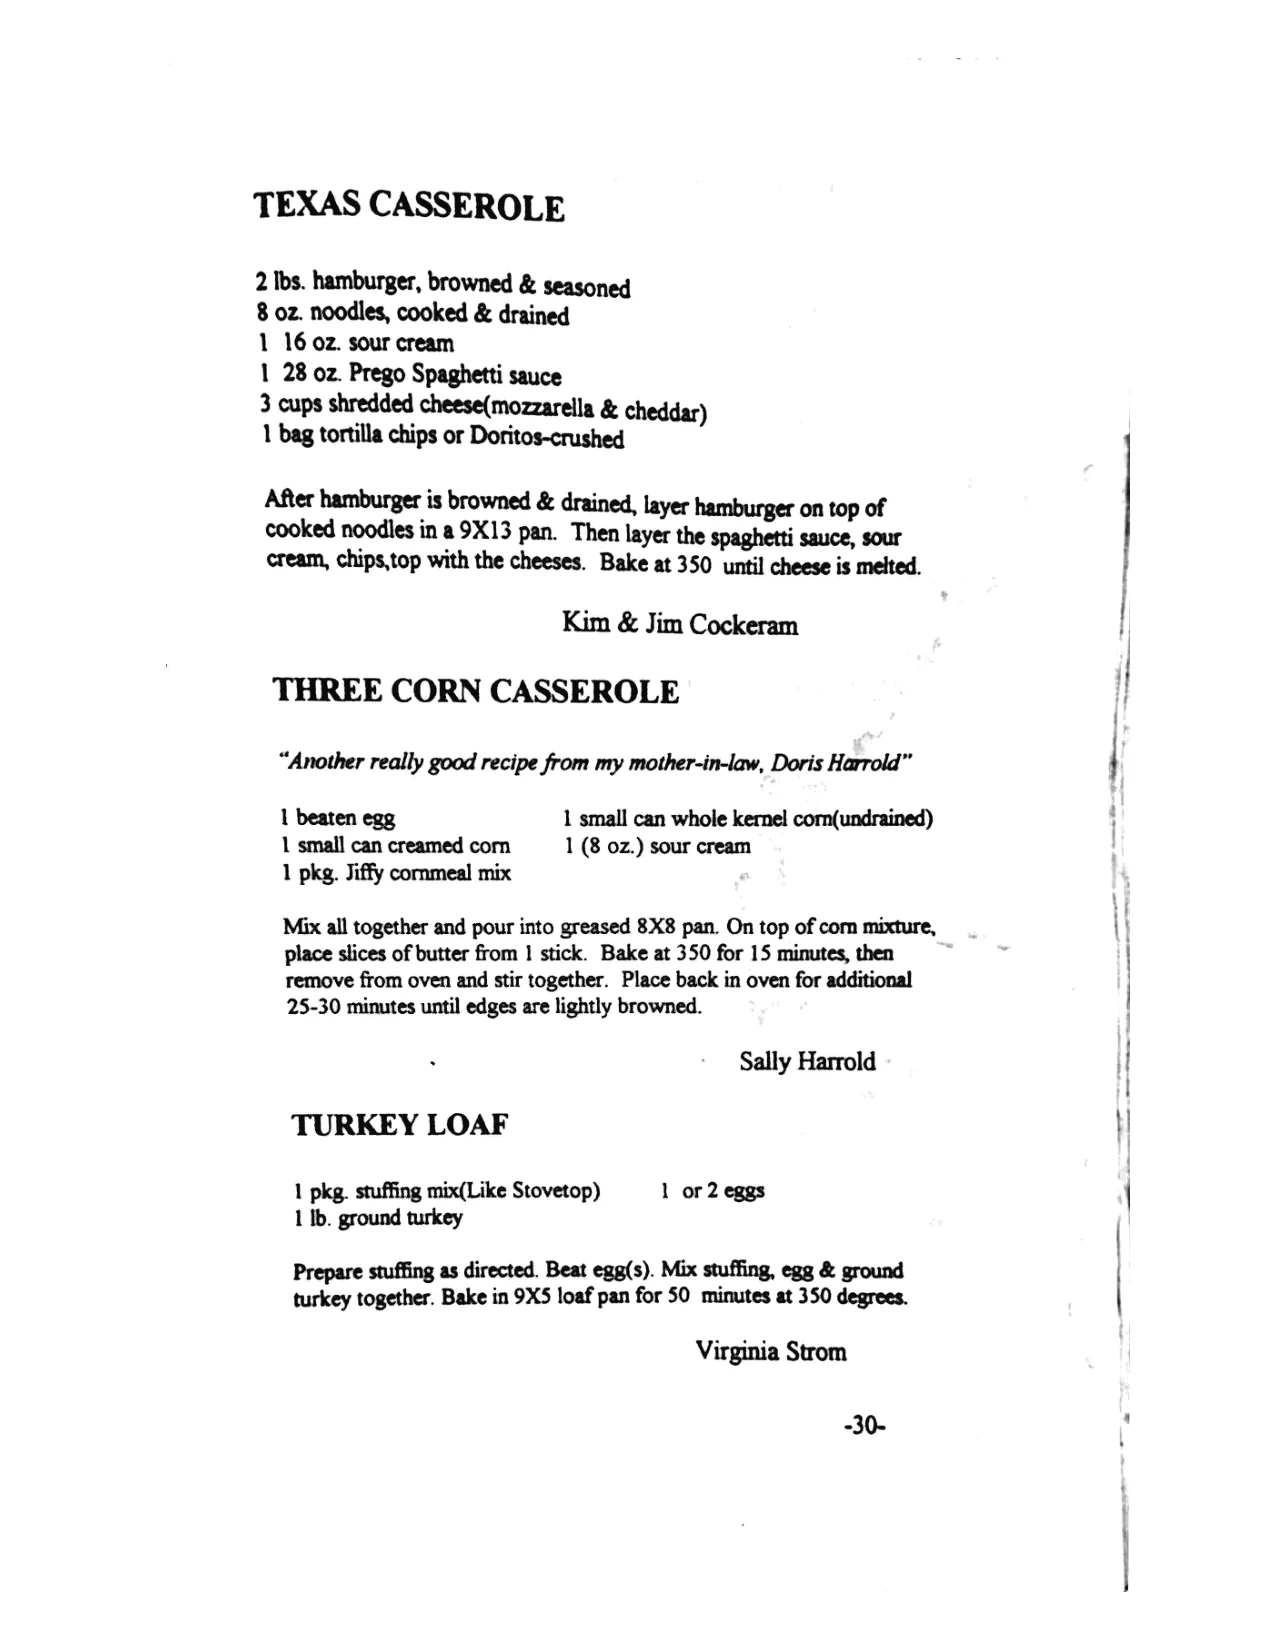 TEXAS CASSEROLE
2 lbs. hamburger, browned & seasoned
8 oz. noodles, cooked & drained
1 16 oz. sour cream
1 28 oz. Prego Spaghetti sauce
3 cups shredded cheese(mozzarella & cheddar)
1 bag tortilla chips or Doritos-crushed
After hamburger is browned & drained, layer hamburger on top of
cooked noodles in a 9X13 pan. Then layer the spaghetti sauce, sour
cream, chips,top with the cheeses. Bake at 350 until cheese is melted.
Kim & Jim Cockeram
THREE CORN CASSEROLE
"Another really good recipe from my mother-in-law, Doris Harrold"
1 beaten egg 1 small can whole kernel corn(undrained)
1 small can creamed corn 1 (8 oz.) sour cream
1 pkg. Jiffy cornmeal mix
Mix all together and pour into greased 8X8 pan. On top of corn mixture,
place slices of butter from 1 stick. Bake at 350 for 15 minutes, then
remove from oven and stir together. Place back in oven for additional
25-30 minutes until edges are lightly browned.
Sally Harrold
TURKEY LOAF
1 pkg. stuffing mix(Like Stovetop) 1 or 2 eggs
1 lb. ground turkey
Prepare stuffing as directed. Beat egg(s). Mix stuffing, egg & ground
turkey together. Bake in 9X5 loaf pan for 50 minutes at 350 degrees.
Virginia Strom
-30-